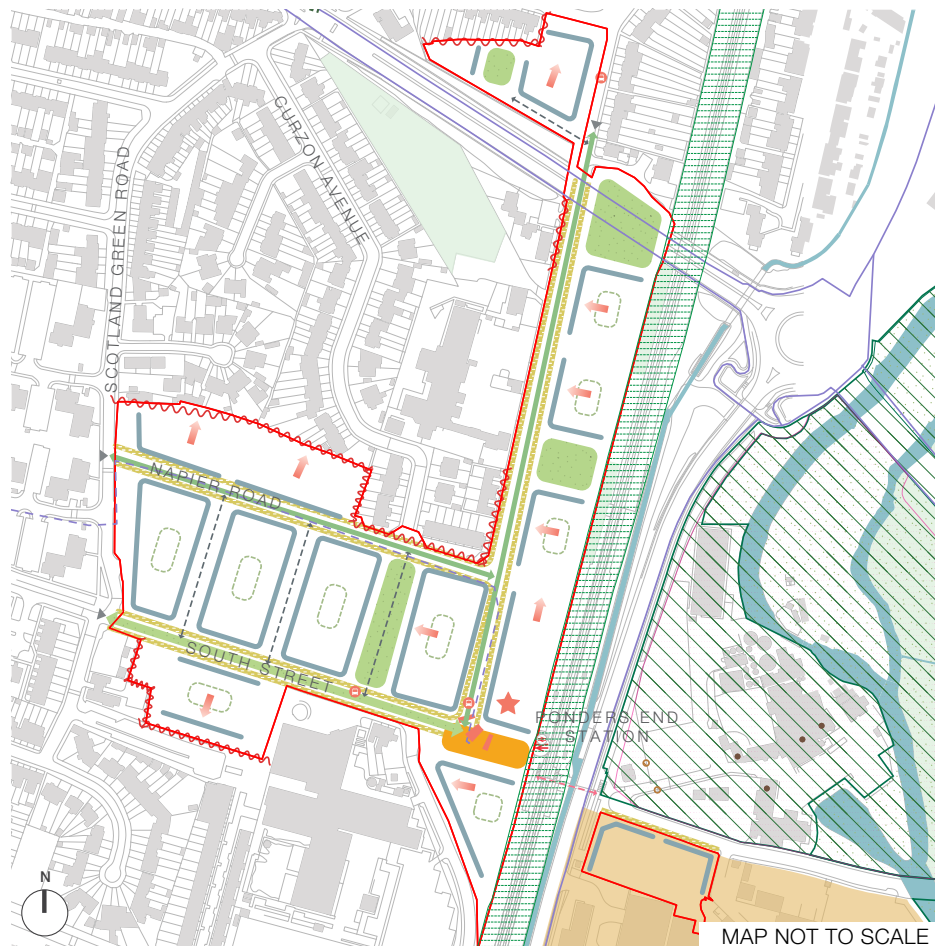 CURZON AVENUE
SCOTLAND GREEN ROAD
NAPIER ROAD
SOUTH STREET
PONDERS END
STATION
N
MAP NOT TO SCALE